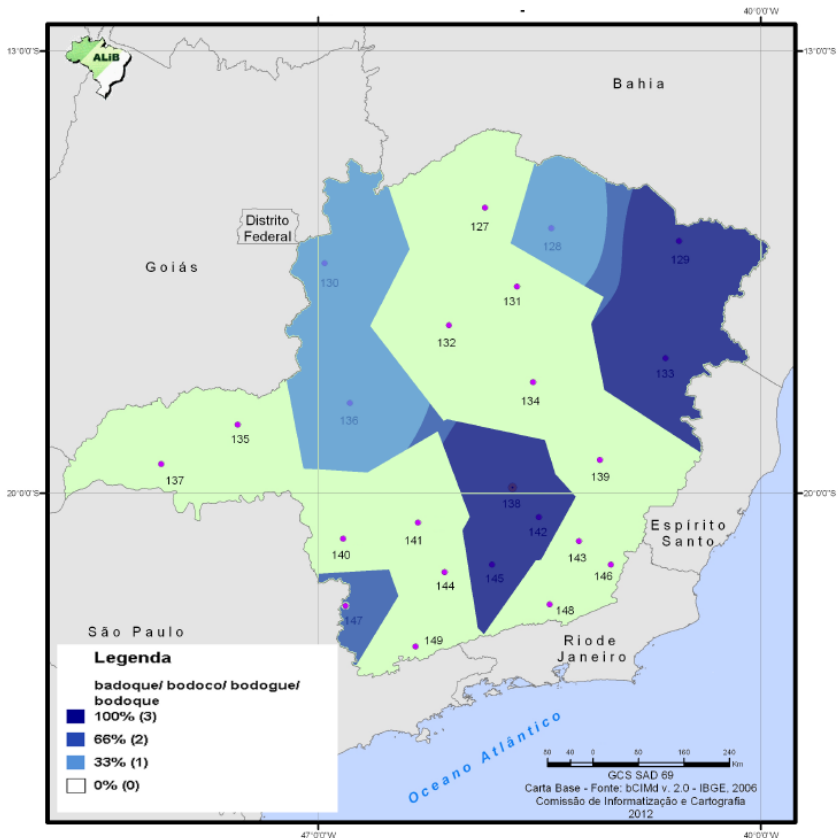 40°0'0"W
13°0'0"S
13°0'0"S
ALiB
Bahia
Distrito
Federal
127
128
129
Goiás
130
131
132
133
134
136
135
137
139
20°0'0"S
20°0'0"S
138
142
Espírito
Santo
141
140
143
145
144
146
148
147
São Paulo
149
Riode
Janeiro
Legenda
badoque/ bodoco/ bodogue/
bodoque
100% (3)
66% (2)
33% (1)
0% (0)
Oceano Atlântico
80 40 0 80 160 240
Km
GCS SAD 69
Carta Base - Fonte: bCIMd v. 2.0 - IBGE, 2006
Comissão de Informatização e Cartografia
2012
47°0'0"W
40°0'0"W